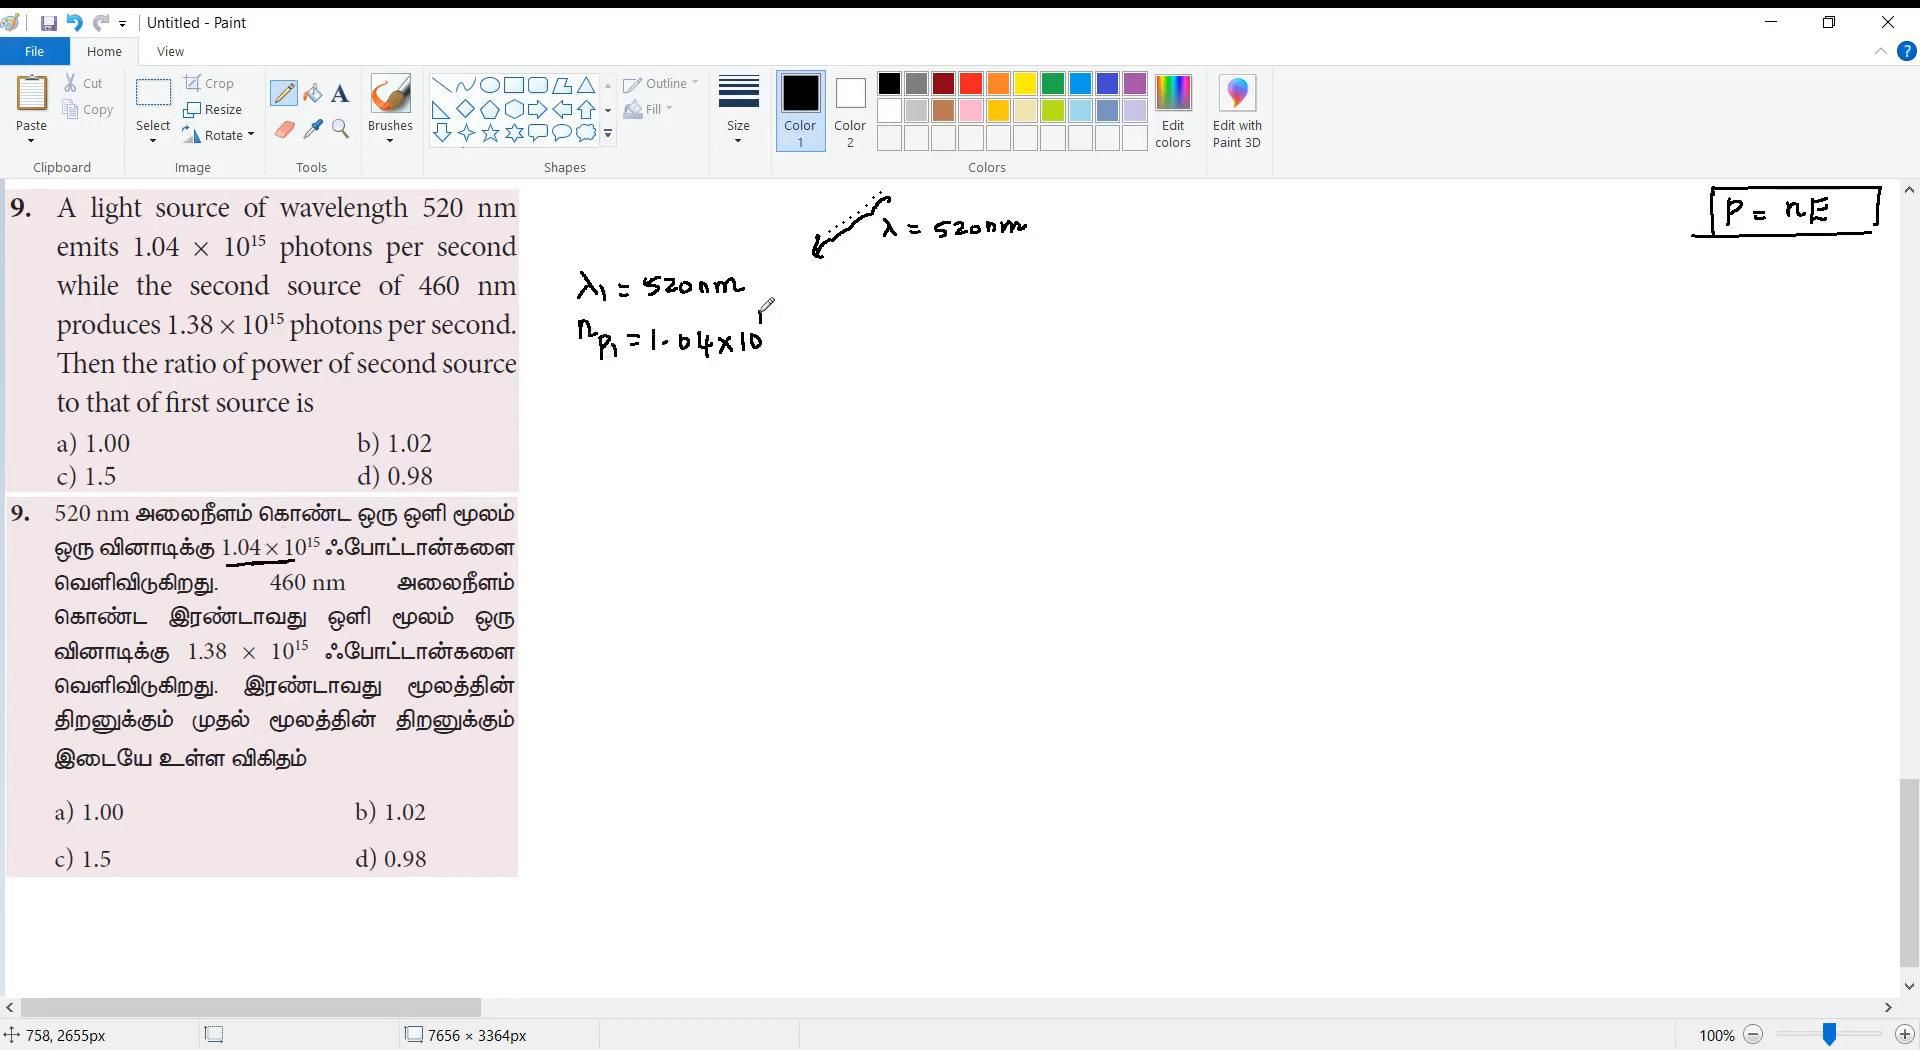 Untitled - Paint
File Home View
Cut Crop Outline
Copy Resize Fill
Paste Select Rotate Brushes Size Color 1 Color 2 Edit colors Edit with Paint 3D
Clipboard Image Tools Shapes Colors
9. A light source of wavelength 520 nm
emits 1.04 × 10¹⁵ photons per second
while the second source of 460 nm
produces 1.38 × 10¹⁵ photons per second.
Then the ratio of power of second source
to that of first source is
a) 1.00 b) 1.02
c) 1.5 d) 0.98
9. 520 nm அலைநீளம் கொண்ட ஒரு ஒளி மூலம்
ஒரு வினாடிக்கு 1.04 × 10¹⁵ ஃபோட்டான்களை
வெளிவிடுகிறது. 460 nm அலைநீளம்
கொண்ட இரண்டாவது ஒளி மூலம் ஒரு
வினாடிக்கு 1.38 × 10¹⁵ ஃபோட்டான்களை
வெளிவிடுகிறது. இரண்டாவது மூலத்தின்
திறனுக்கும் முதல் மூலத்தின் திறனுக்கும்
இடையே உள்ள விகிதம்
a) 1.00 b) 1.02
c) 1.5 d) 0.98
λ = 520nm
λ₁ = 520nm
nₚ₁ = 1.04×10¹
P = nE
758, 2655px 7656 × 3364px 100%